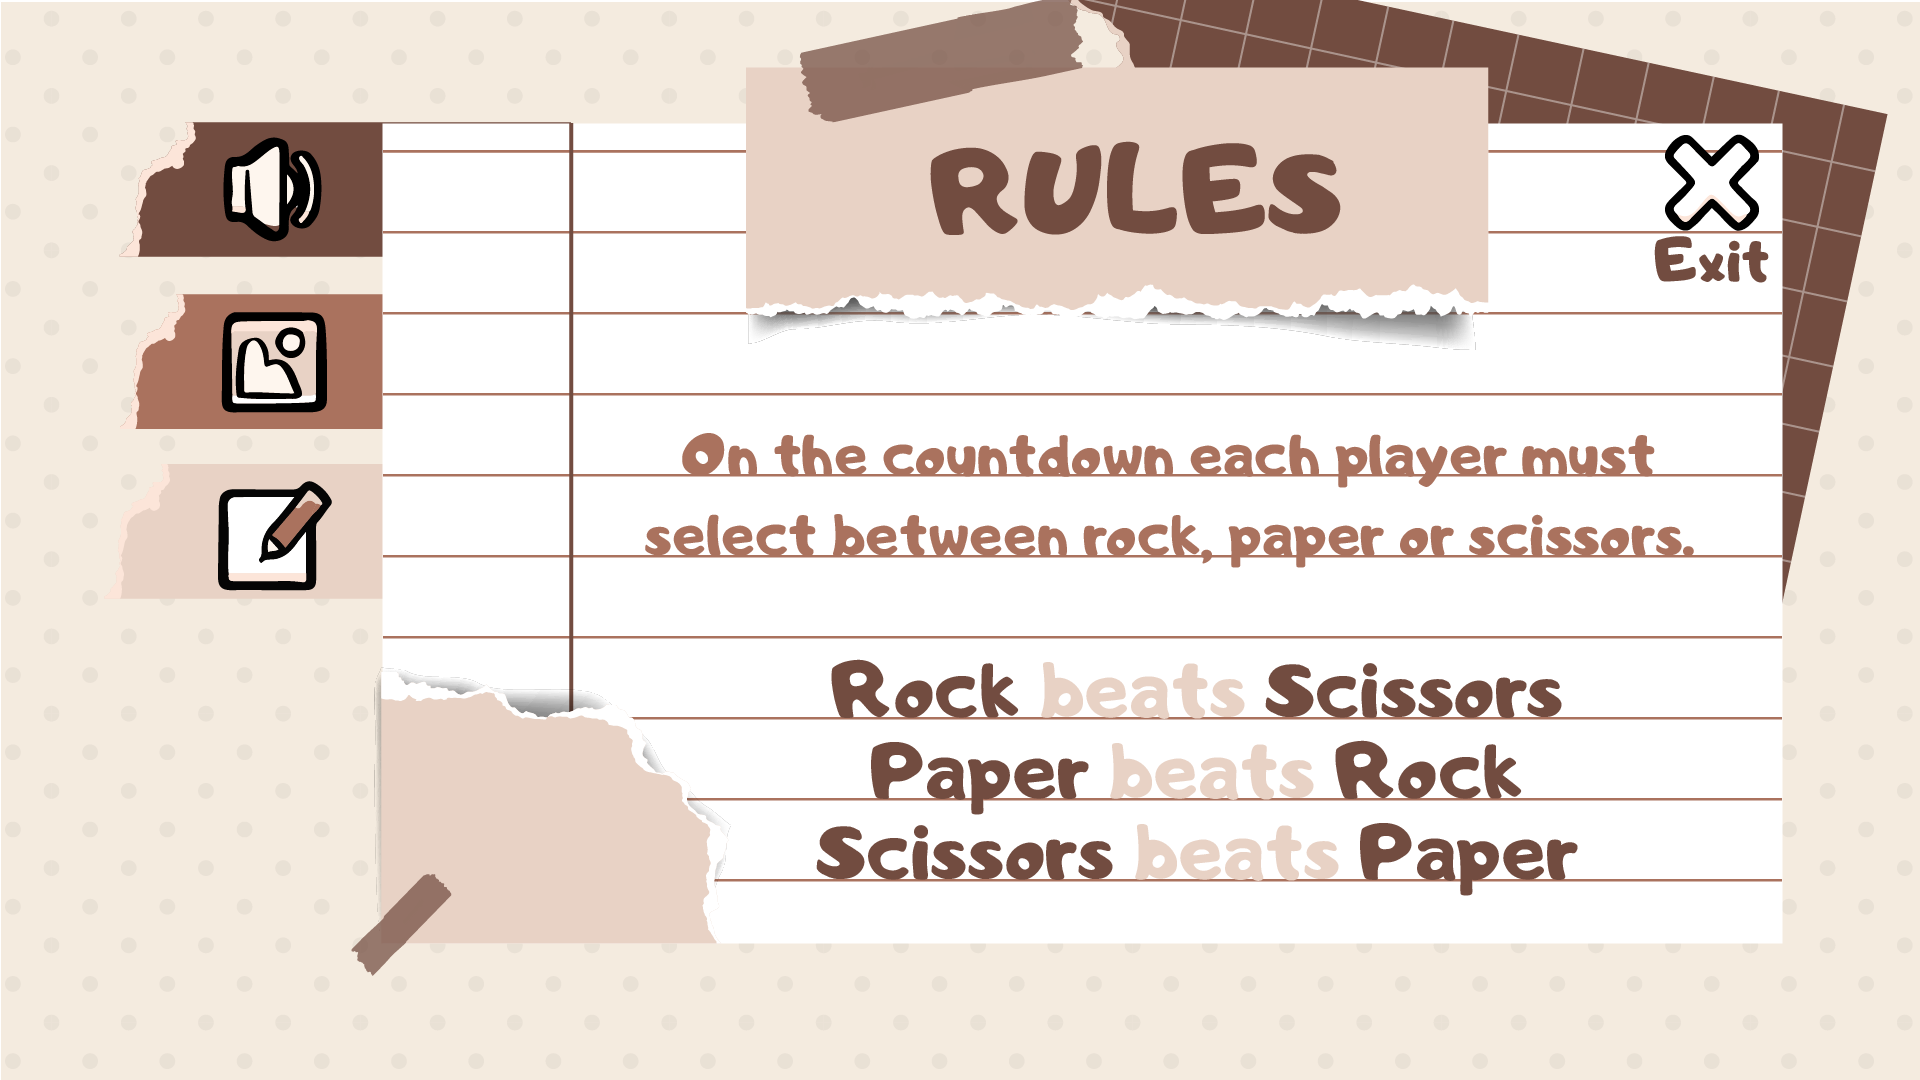 RULES
Exit
On the countdown each player must
select between rock, paper or scissors.
Rock beats Scissors
Paper beats Rock
Scissors beats Paper